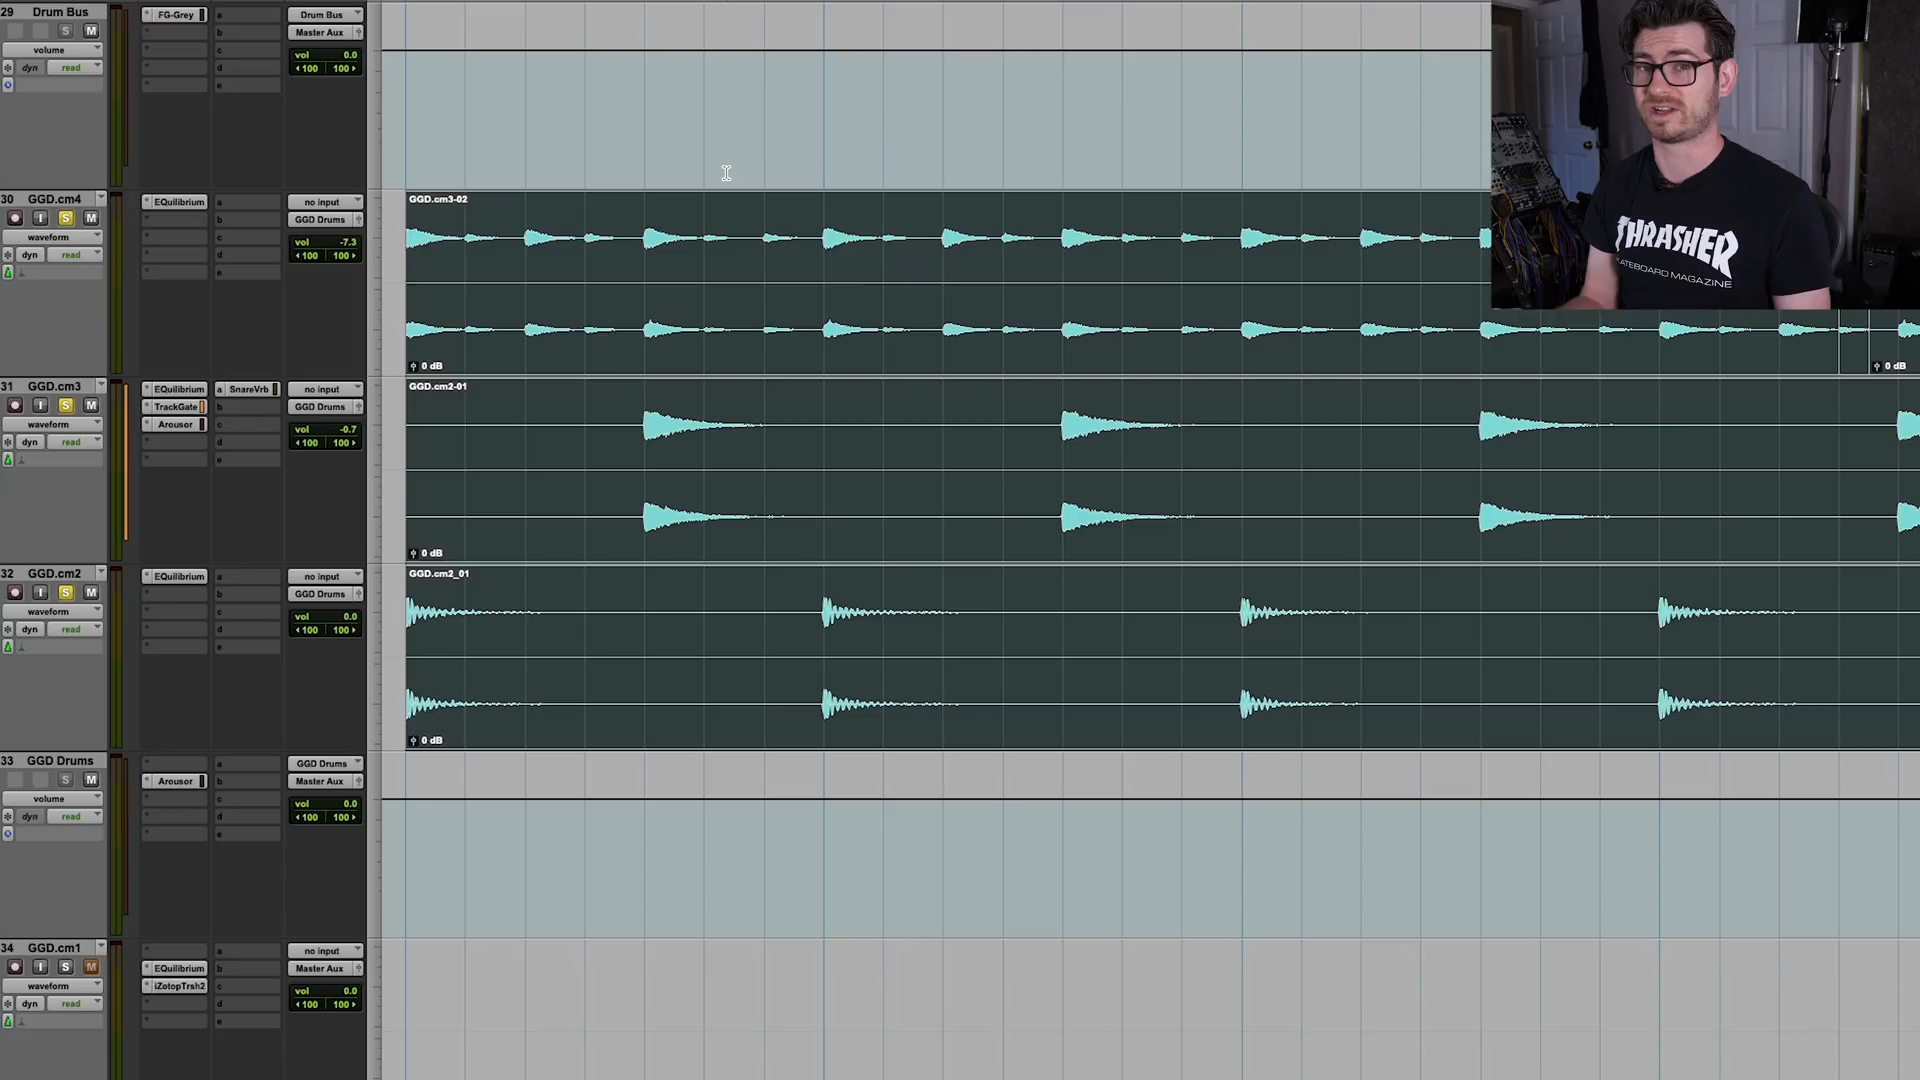 29 Drum Bus
S M
volume
dyn read
FG-Grey
a
b
c
d
e
Drum Bus
Master Aux
vol 0.0
100 100
30 GGD.cm4
I S M
waveform
dyn read
EQuilibrium
a
b
c
d
e
no input
GGD Drums
vol -7.3
100 100
GGD.cm3-02
0 dB
0 dB
THRASHER
SKATEBOARD MAGAZINE
31 GGD.cm3
I S M
waveform
dyn read
EQuilibrium
TrackGate
Arousor
a SnareVrb
b
c
d
e
no input
GGD Drums
vol -0.7
100 100
GGD.cm2-01
0 dB
32 GGD.cm2
I S M
waveform
dyn read
EQuilibrium
a
b
c
d
e
no input
GGD Drums
vol 0.0
100 100
GGD.cm2_01
0 dB
33 GGD Drums
S M
volume
dyn read
Arousor
a
b
c
d
e
GGD Drums
Master Aux
vol 0.0
100 100
34 GGD.cm1
I S M
waveform
dyn read
EQuilibrium
iZotopTrsh2
a
b
c
d
e
no input
Master Aux
vol 0.0
100 100